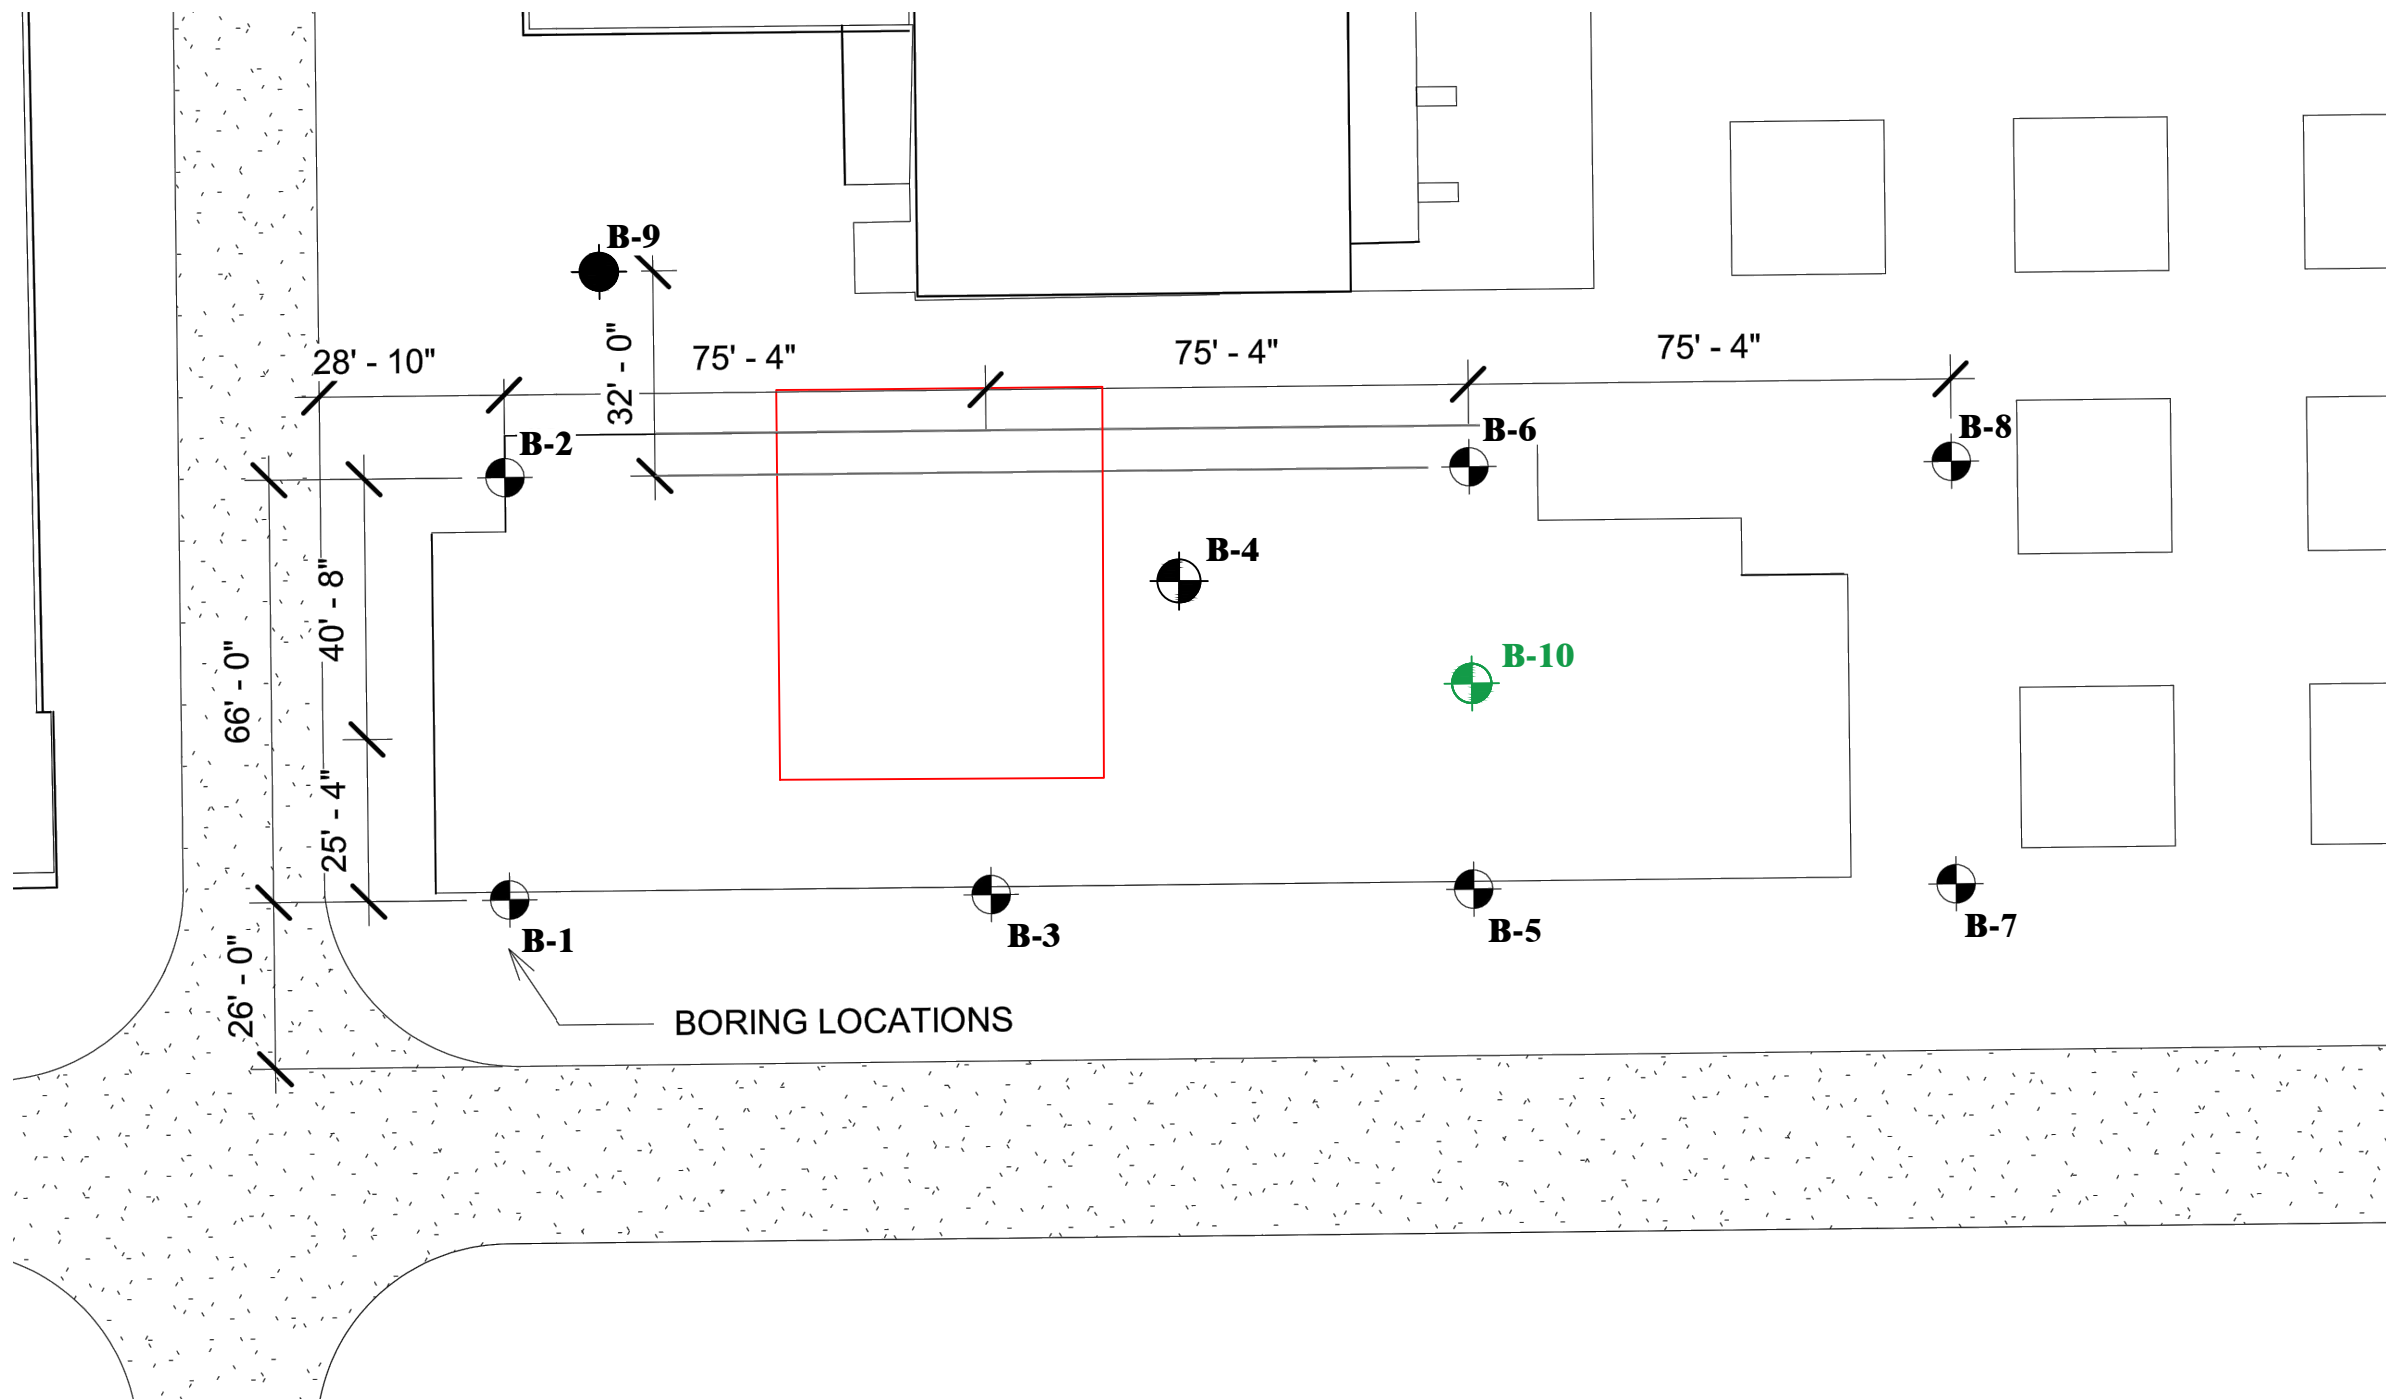 B-9
28' - 10"
75' - 4"
75' - 4"
75' - 4"
32' - 0"
B-2
B-6
B-8
B-4
40' - 8"
66' - 0"
B-10
25' - 4"
B-1
B-3
B-5
B-7
26' - 0"
BORING LOCATIONS